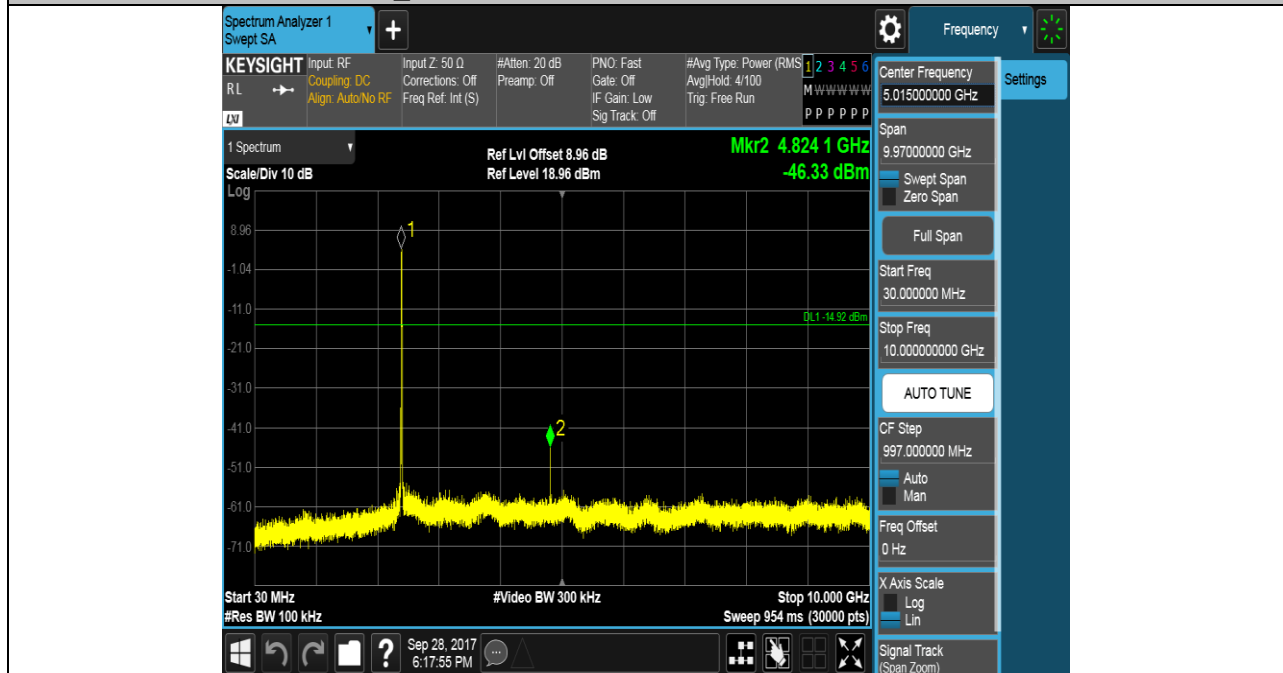 Spectrum Analyzer 1
Swept SA
+
Frequency
KEYSIGHT
RL
LXI
Input: RF
Coupling: DC
Align: Auto/No RF
Input Z: 50 Ω
Corrections: Off
Freq Ref: Int (S)
#Atten: 20 dB
Preamp: Off
PNO: Fast
Gate: Off
IF Gain: Low
Sig Track: Off
#Avg Type: Power (RMS
Avg|Hold: 4/100
Trig: Free Run
1 2 3 4 5 6
M W W W W W
P P P P P P
1 Spectrum
Scale/Div 10 dB
Ref Lvl Offset 8.96 dB
Ref Level 18.96 dBm
Mkr2 4.824 1 GHz
-46.33 dBm
Log
8.96
-1.04
-11.0
-21.0
-31.0
-41.0
-51.0
-61.0
-71.0
1
DL1 -14.92 dBm
2
Start 30 MHz
#Res BW 100 kHz
#Video BW 300 kHz
Stop 10.000 GHz
Sweep 954 ms (30000 pts)
Center Frequency
5.015000000 GHz
Span
9.97000000 GHz
Swept Span
Zero Span
Full Span
Start Freq
30.000000 MHz
Stop Freq
10.000000000 GHz
AUTO TUNE
CF Step
997.000000 MHz
Auto
Man
Freq Offset
0 Hz
X Axis Scale
Log
Lin
Signal Track
(Span Zoom)
Settings
?
Sep 28, 2017
6:17:55 PM